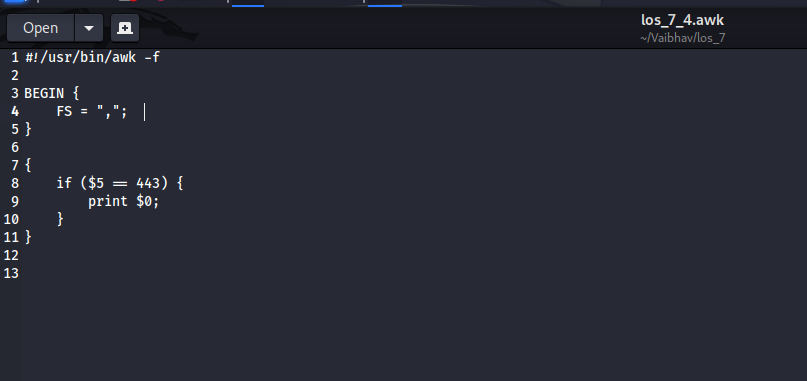 Open
los_7_4.awk
~/Vaibhav/los_7
1 #!/usr/bin/awk -f
2
3 BEGIN {
4     FS = ",";
5 }
6
7 {
8     if ($5 == 443) {
9         print $0;
10     }
11 }
12
13